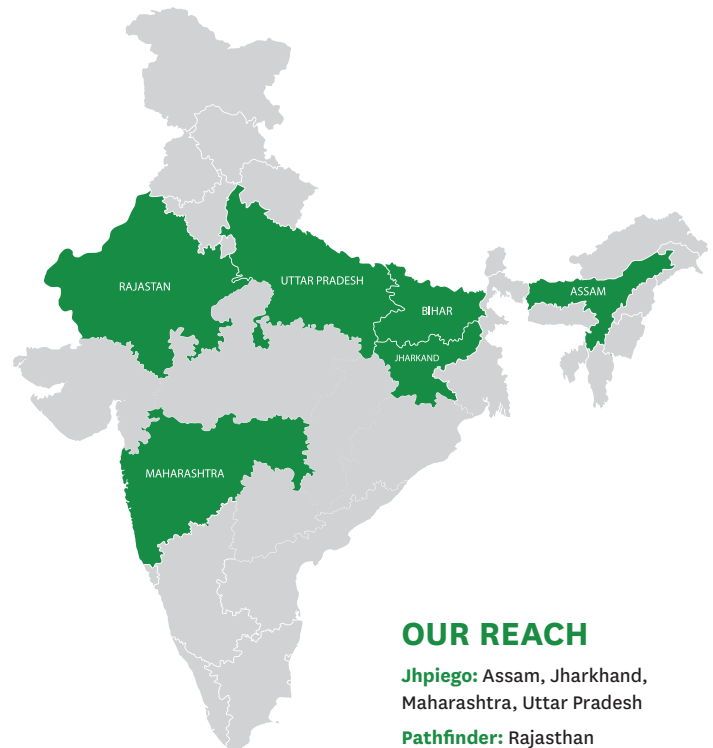 RAJASTAN
UTTAR PRADESH
BIHAR
ASSAM
JHARKAND
MAHARASHTRA
OUR REACH
Jhpiego: Assam, Jharkhand,
Maharashtra, Uttar Pradesh
Pathfinder: Rajasthan